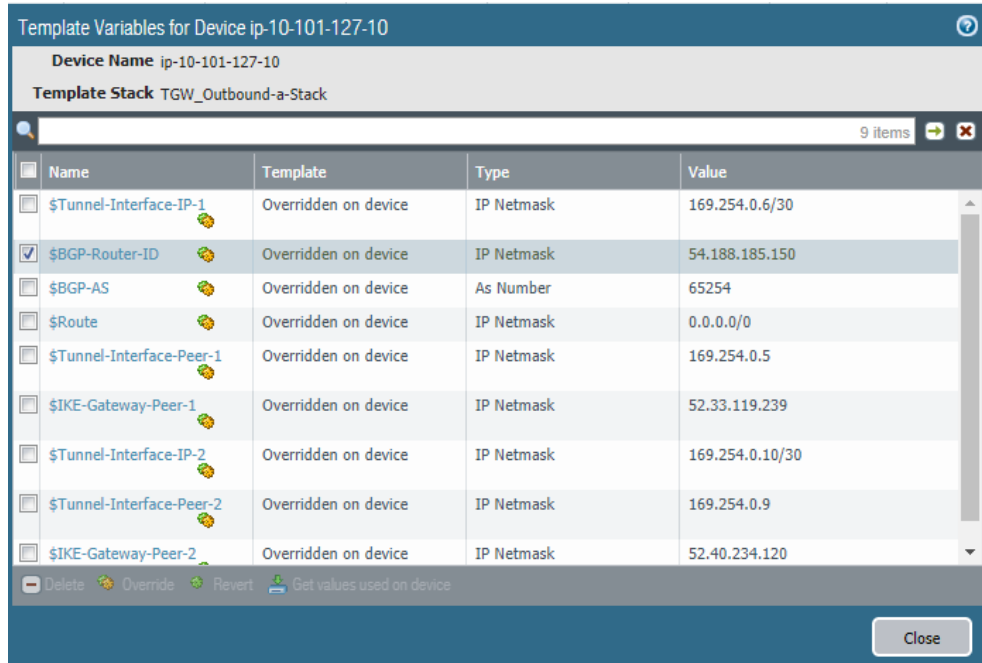 Template Variables for Device ip-10-101-127-10
Device Name ip-10-101-127-10
Template Stack TGW_Outbound-a-Stack
9 items
Name Template Type Value
$Tunnel-Interface-IP-1 Overridden on device IP Netmask 169.254.0.6/30
$BGP-Router-ID Overridden on device IP Netmask 54.188.185.150
$BGP-AS Overridden on device As Number 65254
$Route Overridden on device IP Netmask 0.0.0.0/0
$Tunnel-Interface-Peer-1 Overridden on device IP Netmask 169.254.0.5
$IKE-Gateway-Peer-1 Overridden on device IP Netmask 52.33.119.239
$Tunnel-Interface-IP-2 Overridden on device IP Netmask 169.254.0.10/30
$Tunnel-Interface-Peer-2 Overridden on device IP Netmask 169.254.0.9
$IKE-Gateway-Peer-2 Overridden on device IP Netmask 52.40.234.120
Delete Override Revert Get values used on device
Close